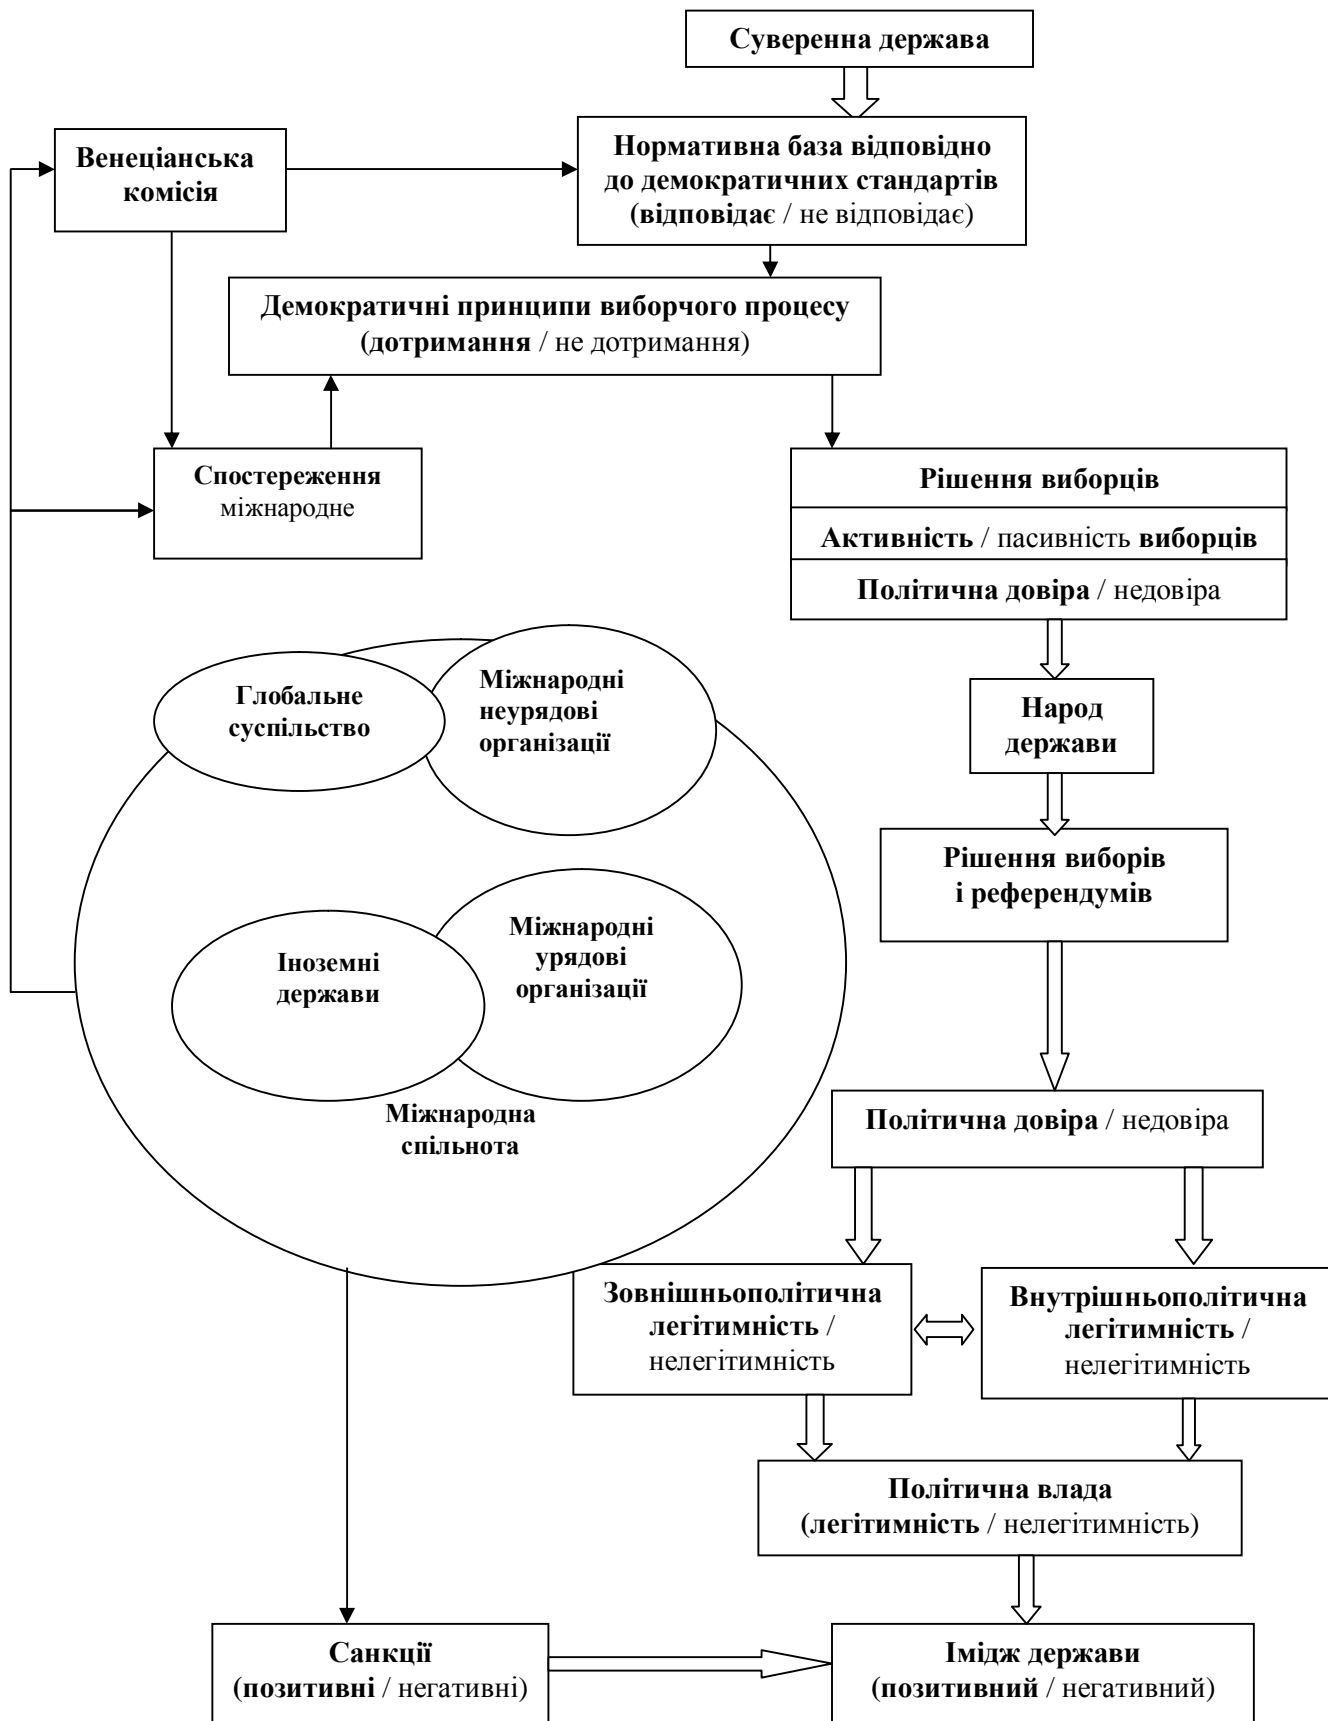 Суверенна держава
Венеціанська
комісія
Нормативна база відповідно
до демократичних стандартів
(відповідає / не відповідає)
Демократичні принципи виборчого процесу
(дотримання / не дотримання)
Спостереження
міжнародне
Рішення виборців
Активність / пасивність виборців
Політична довіра / недовіра
Глобальне
суспільство
Міжнародні
неурядові
організації
Народ
держави
Рішення виборів
і референдумів
Іноземні
держави
Міжнародні
урядові
організації
Міжнародна
спільнота
Політична довіра / недовіра
Зовнішньополітична
легітимність /
нелегітимність
Внутрішньополітична
легітимність /
нелегітимність
Політична влада
(легітимність / нелегітимність)
Санкції
(позитивні / негативні)
Імідж держави
(позитивний / негативний)